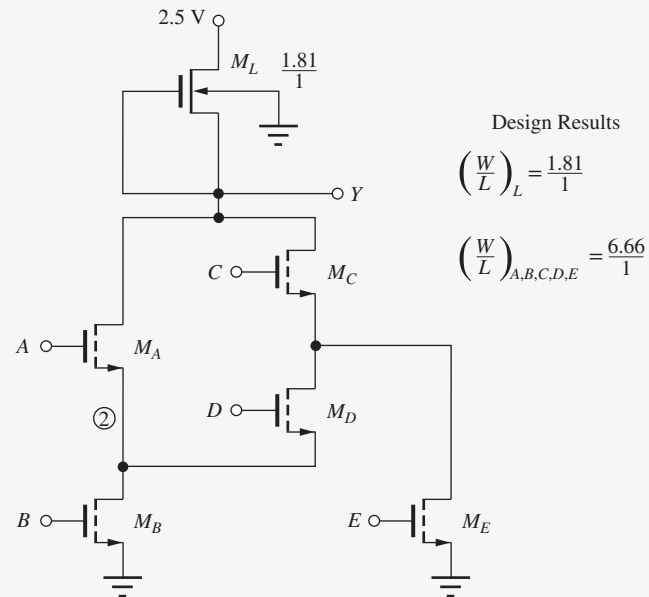 2.5 V
M_L 1.81/1
Design Results
(W/L)_L = 1.81/1
Y
(W/L)_A,B,C,D,E = 6.66/1
C M_C
A M_A
D M_D
②
B M_B
E M_E